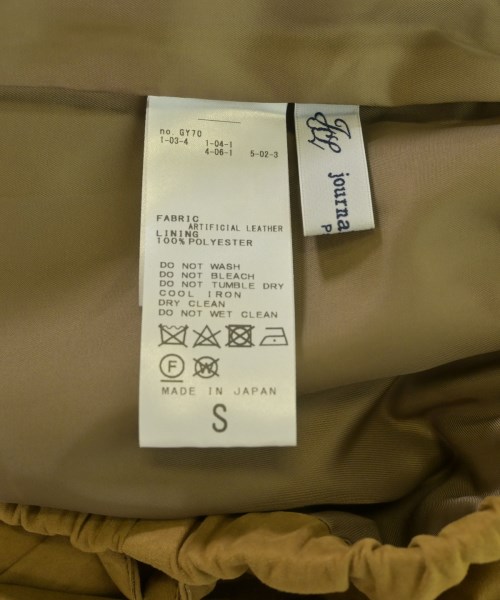 no. GY70
1-03-4 1-04-1
4-06-1 5-02-3
FABRIC
ARTIFICIAL LEATHER
LINING
100% POLYESTER
DO NOT WASH
DO NOT BLEACH
DO NOT TUMBLE DRY
COOL IRON
DRY CLEAN
DO NOT WET CLEAN
F W
MADE IN JAPAN
S
journa
P